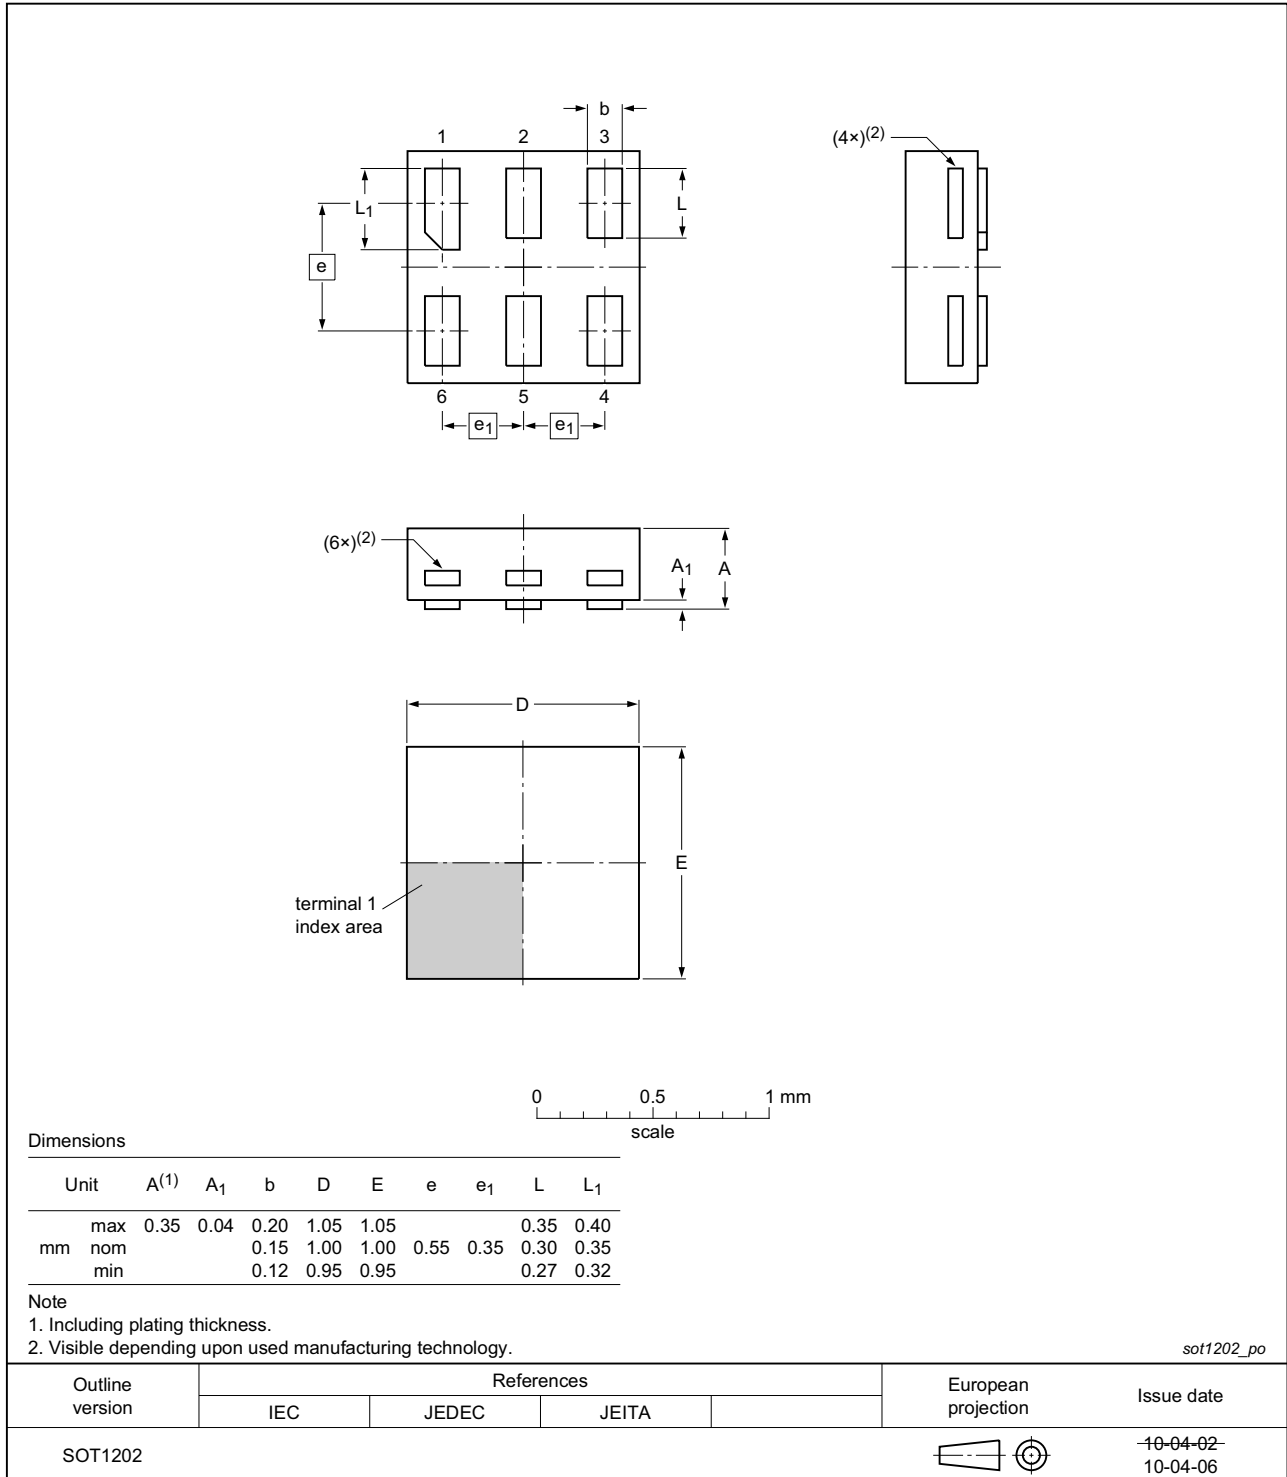 b
1 2 3
(4×)(2)
L1
L
e
6 5 4
e1 e1
(6×)(2)
A1 A
D
E
terminal 1
index area
0 0.5 1 mm
scale
Dimensions
Unit A(1) A1 b D E e e1 L L1
max 0.35 0.04 0.20 1.05 1.05 0.35 0.40
mm nom 0.15 1.00 1.00 0.55 0.35 0.30 0.35
min 0.12 0.95 0.95 0.27 0.32
Note
1. Including plating thickness.
2. Visible depending upon used manufacturing technology.
sot1202_po
Outline
version
References
IEC JEDEC JEITA
European
projection
Issue date
SOT1202
10-04-02
10-04-06